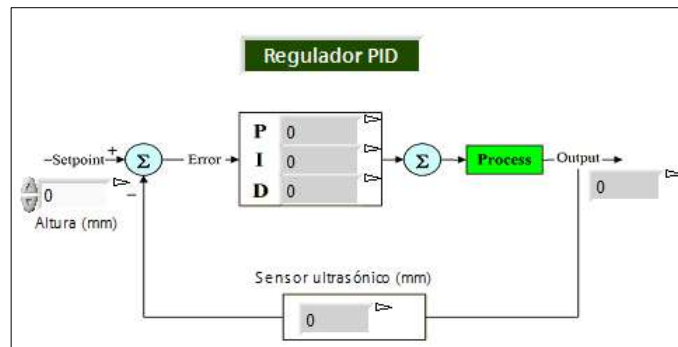 Regulador PID
P 0
I 0
D 0
Setpoint
+
Σ
Error
Σ
Process
Output
0
−
0
Altura (mm)
Sensor ultrasónico (mm)
0